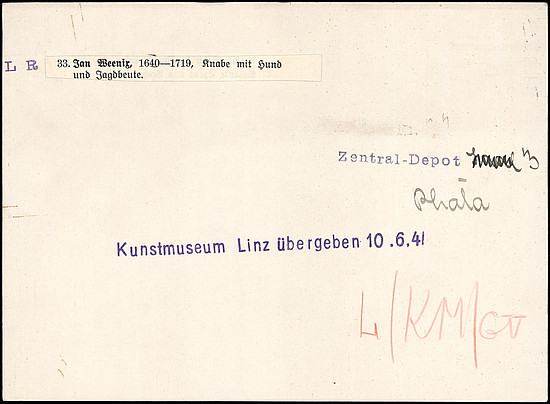 L R
33. Jan Weenix, 1640—1719, Knabe mit Hund
und Jagdbeute.
Zentral-Depot
Kunstmuseum Linz übergeben 10.6.41
L/KM/GV